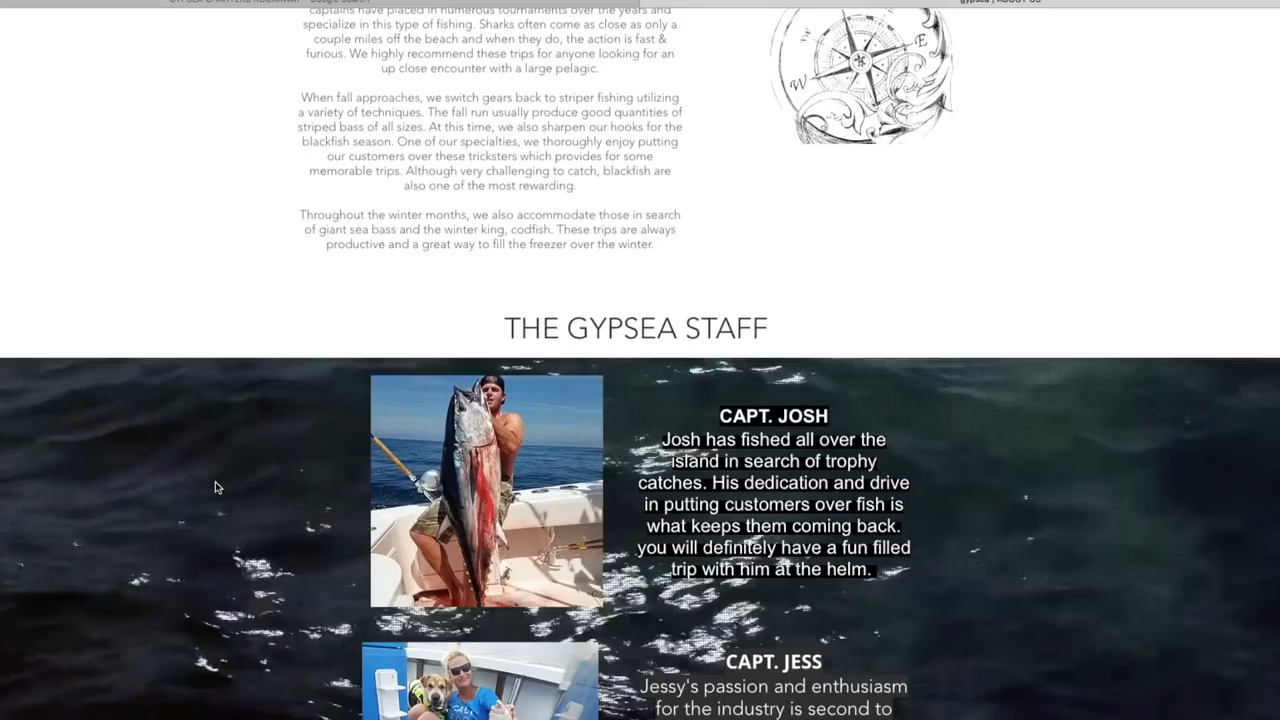 gypsea | ABOUT US
captains have placed in numerous tournaments over the years and
specialize in this type of fishing. Sharks often come as close as only a
couple miles off the beach and when they do, the action is fast &
furious. We highly recommend these trips for anyone looking for an
up close encounter with a large pelagic.
When fall approaches, we switch gears back to striper fishing utilizing
a variety of techniques. The fall run usually produce good quantities of
striped bass of all sizes. At this time, we also sharpen our hooks for the
blackfish season. One of our specialties, we thoroughly enjoy putting
our customers over these tricksters which provides for some
memorable trips. Although very challenging to catch, blackfish are
also one of the most rewarding.
Throughout the winter months, we also accommodate those in search
of giant sea bass and the winter king, codfish. These trips are always
productive and a great way to fill the freezer over the winter.
E
W
THE GYPSEA STAFF
CAPT. JOSH
Josh has fished all over the
island in search of trophy
catches. His dedication and drive
in putting customers over fish is
what keeps them coming back.
you will definitely have a fun filled
trip with him at the helm.
CAPT. JESS
Jessy's passion and enthusiasm
for the industry is second to